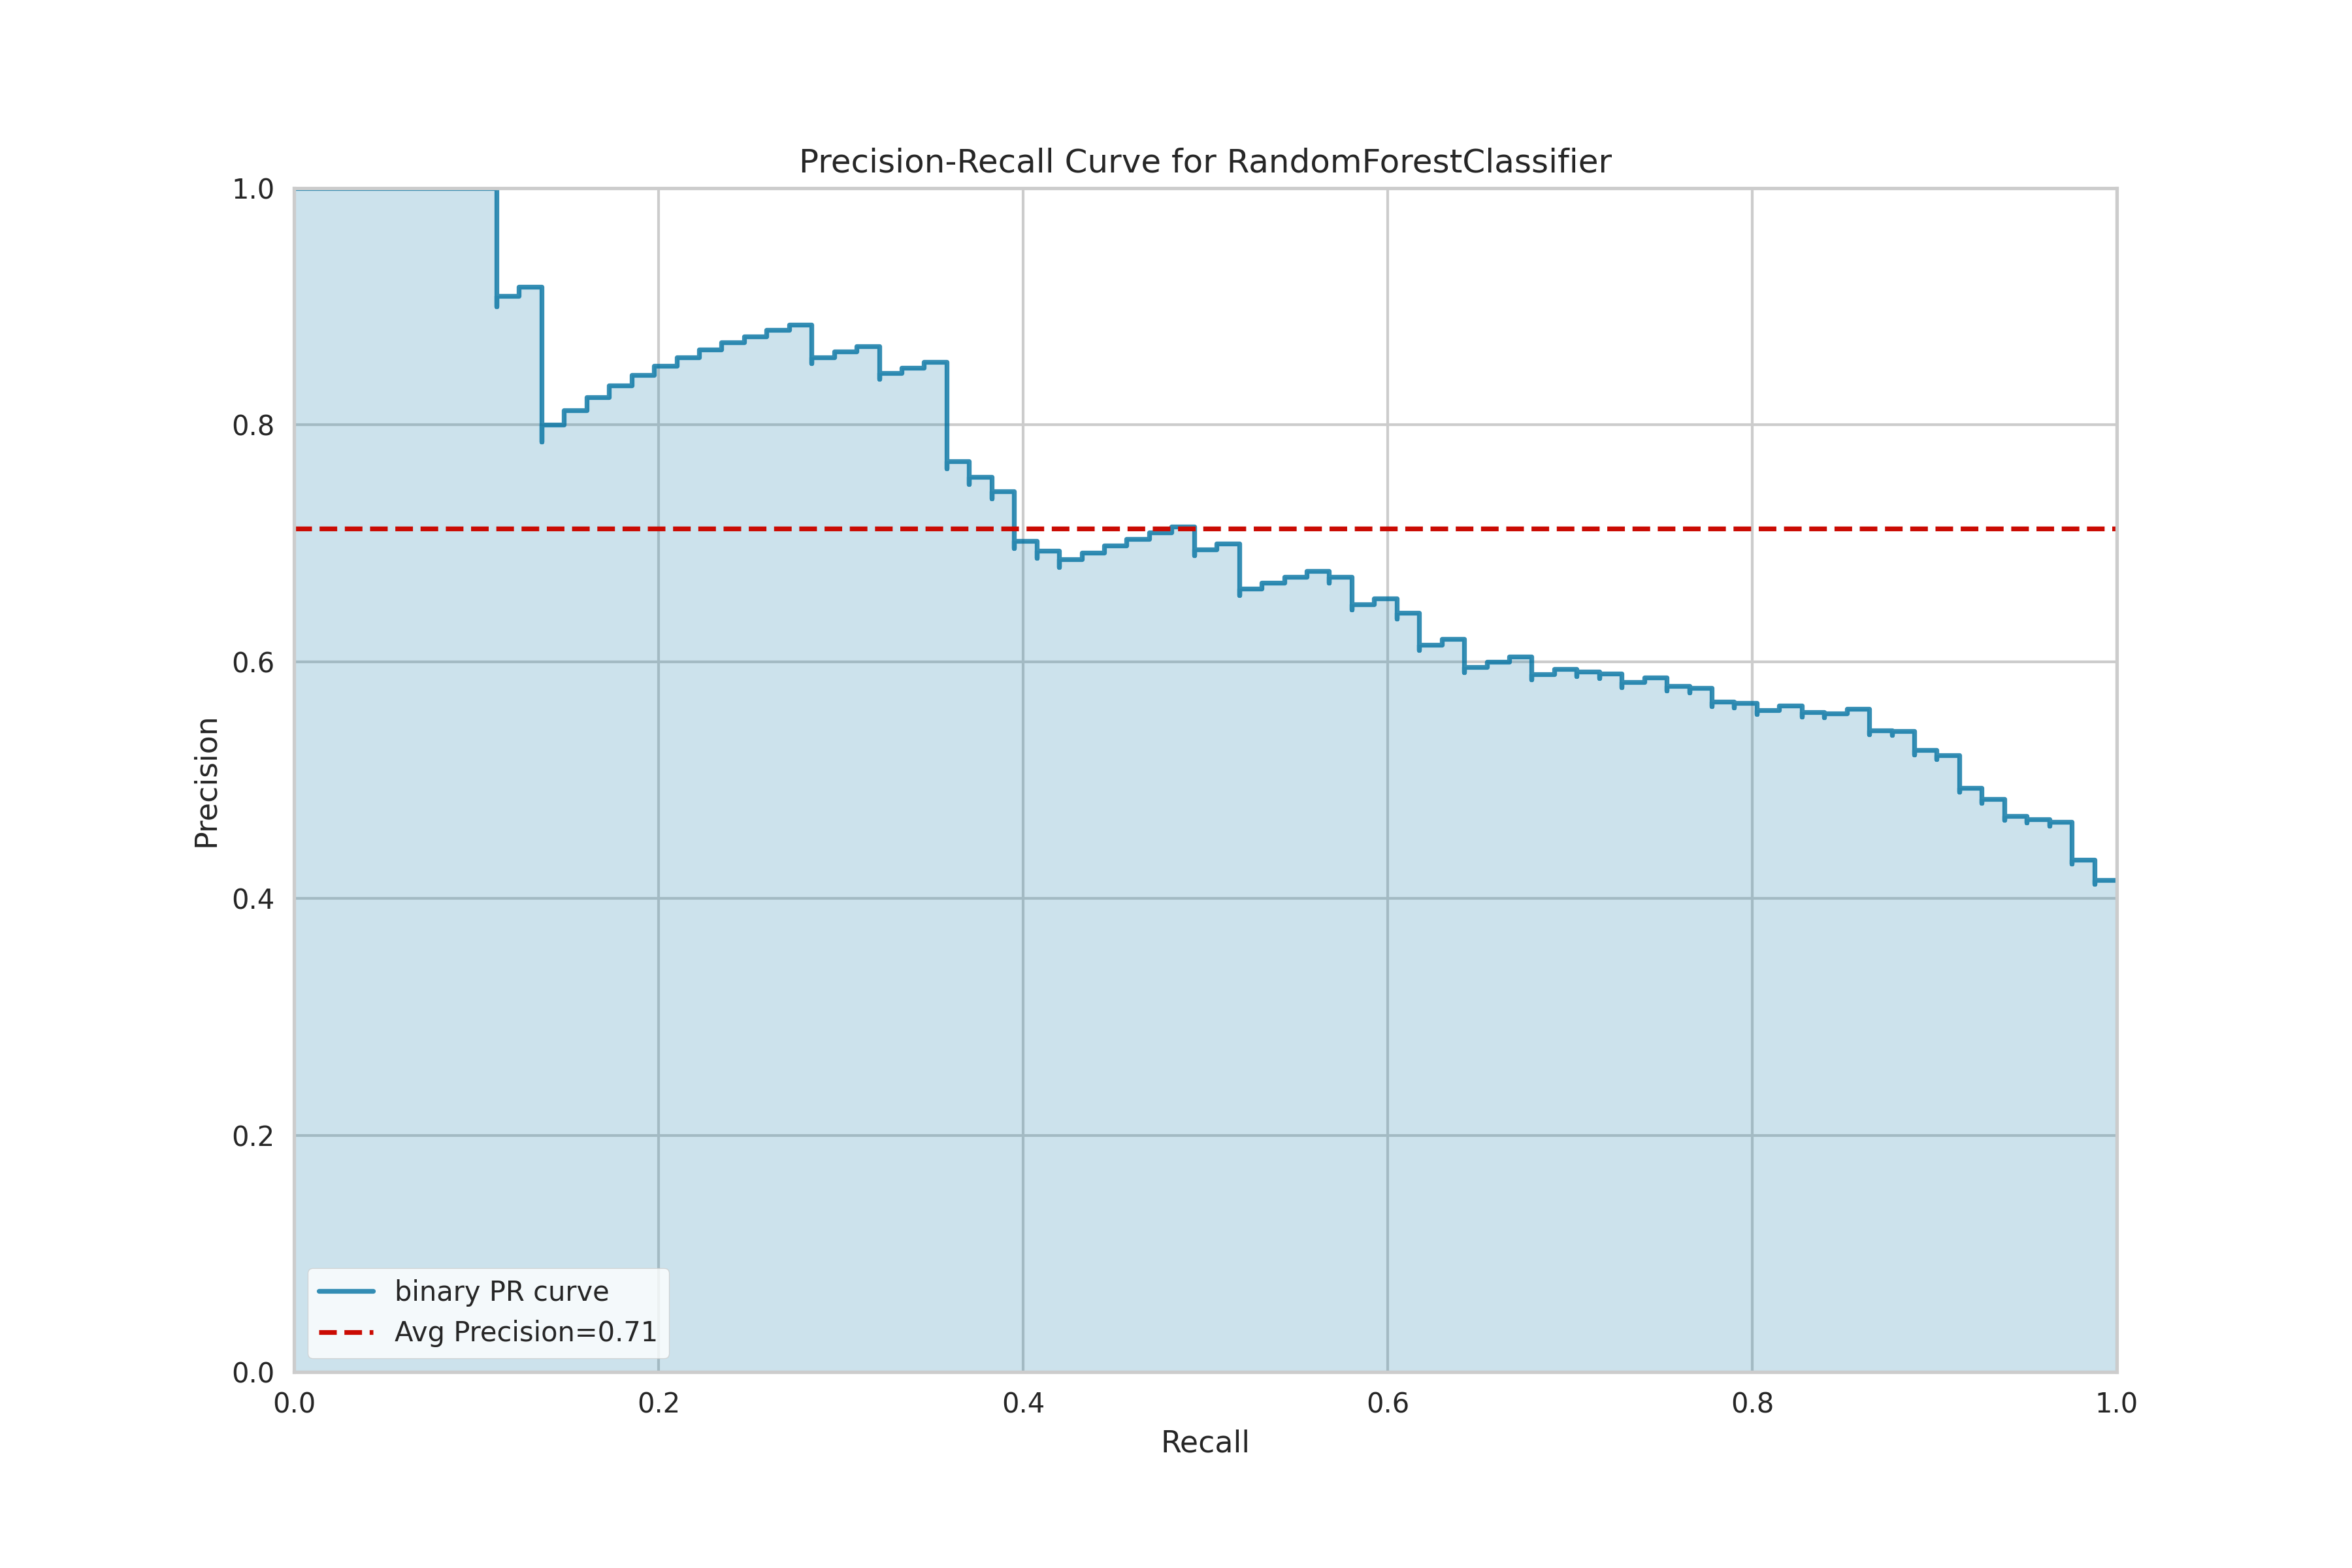 Precision-Recall Curve for RandomForestClassifier
1.0
0.8
0.6
0.4
0.2
0.0
Precision
binary PR curve
Avg Precision=0.71
0.0 0.2 0.4 0.6 0.8 1.0
Recall